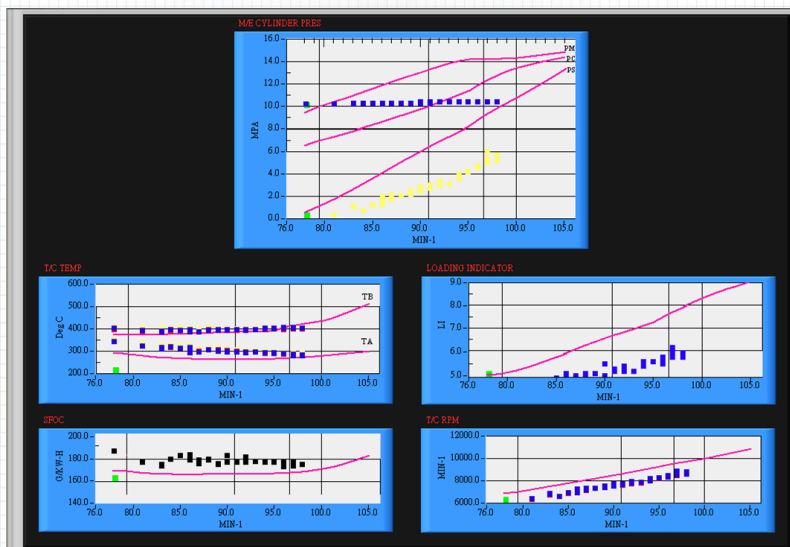 M/E CYLINDER PRES
16.0
14.0
12.0
10.0
8.0
6.0
4.0
2.0
0.0
MPA
PM
PC
PS
76.0 80.0 85.0 90.0 95.0 100.0 105.0
MIN-1
T/C TEMP
600.0
500.0
400.0
300.0
200.0
Deg C
TB
TA
76.0 80.0 85.0 90.0 95.0 100.0 105.0
MIN-1
LOADING INDICATOR
9.0
8.0
7.0
6.0
5.0
LI
76.0 80.0 85.0 90.0 95.0 100.0 105.0
MIN-1
SFOC
200.0
180.0
160.0
140.0
G/KW-H
76.0 80.0 85.0 90.0 95.0 100.0 105.0
MIN-1
T/C RPM
12000.0
10000.0
8000.0
6000.0
MIN-1
76.0 80.0 85.0 90.0 95.0 100.0 105.0
MIN-1